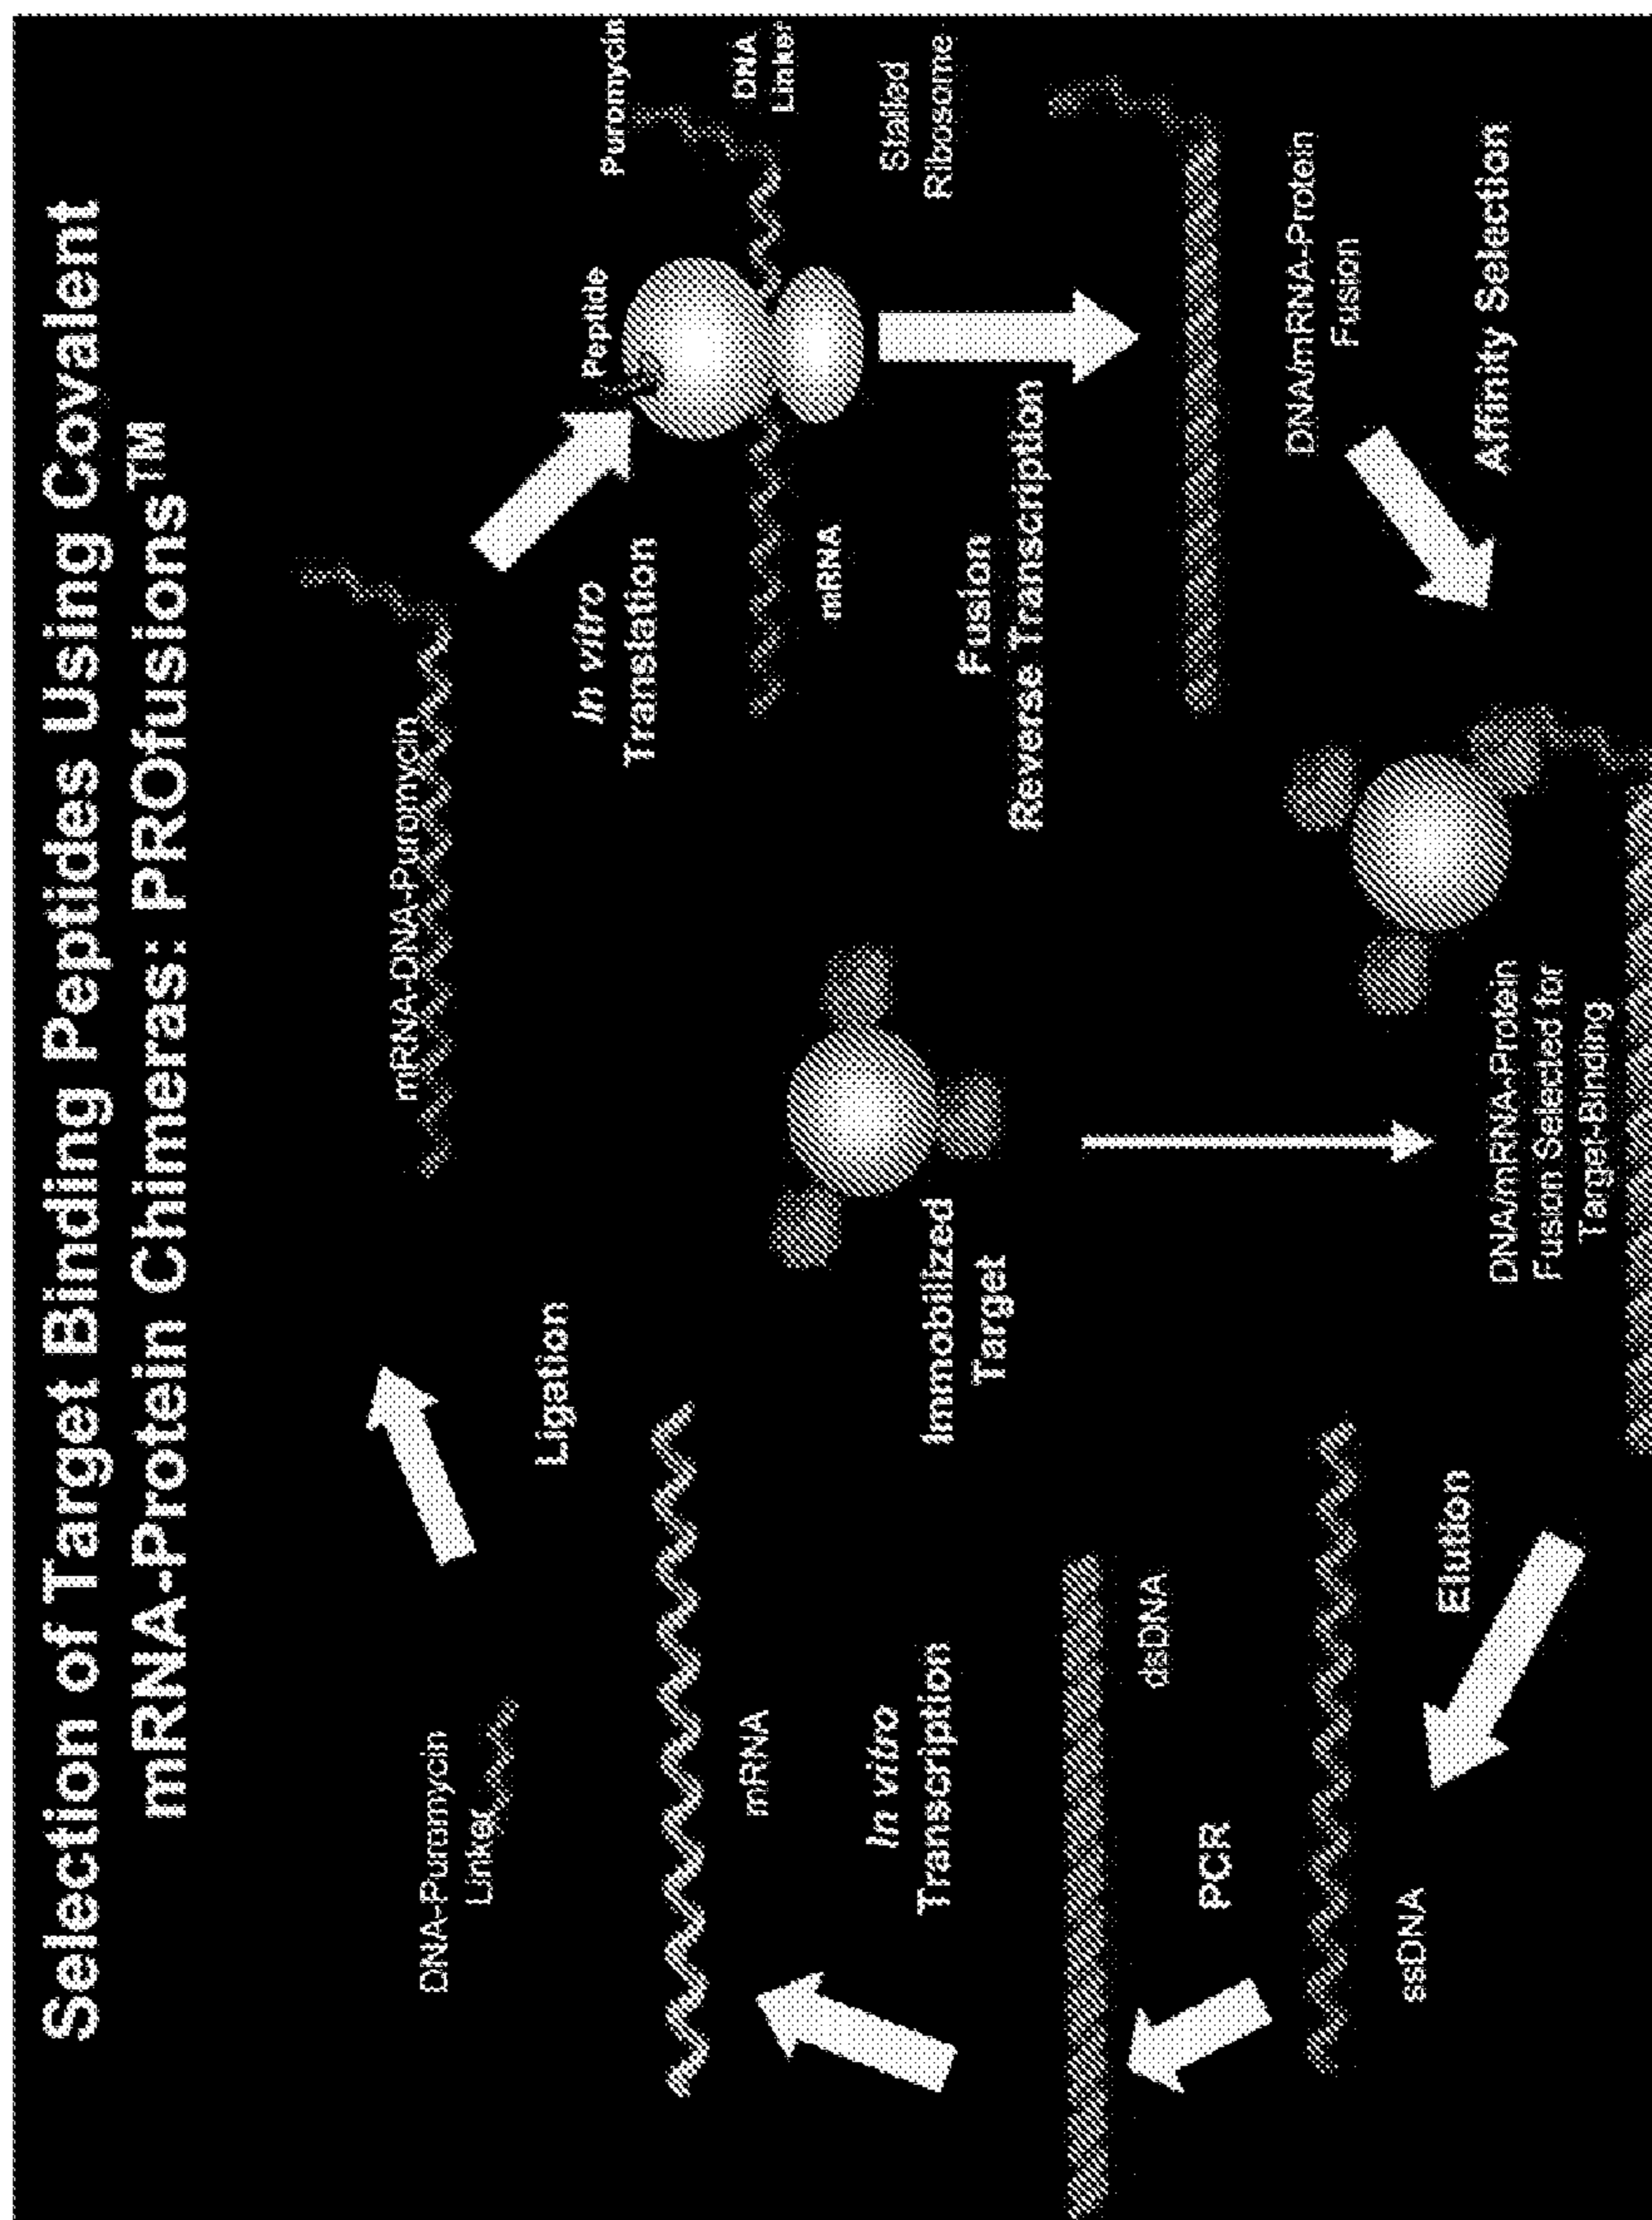 Selection of Target Binding Peptides Using Covalent
mRNA-Protein Chimeras: PROfusions™
mRNA-DNA-Puromycin
DNA-Puromycin
Linker
Ligation
In vitro
Translation
Peptide
Puromycin
DNA
Linker
mRNA
Stalled
Ribosome
mRNA
In vitro
Transcription
Immobilized
Target
Fusion
Reverse Transcription
dsDNA
PCR
DNA/mRNA-Protein
Fusion
ssDNA
Elution
DNA/mRNA-Protein
Fusion Selected for
Target-Binding
Affinity Selection